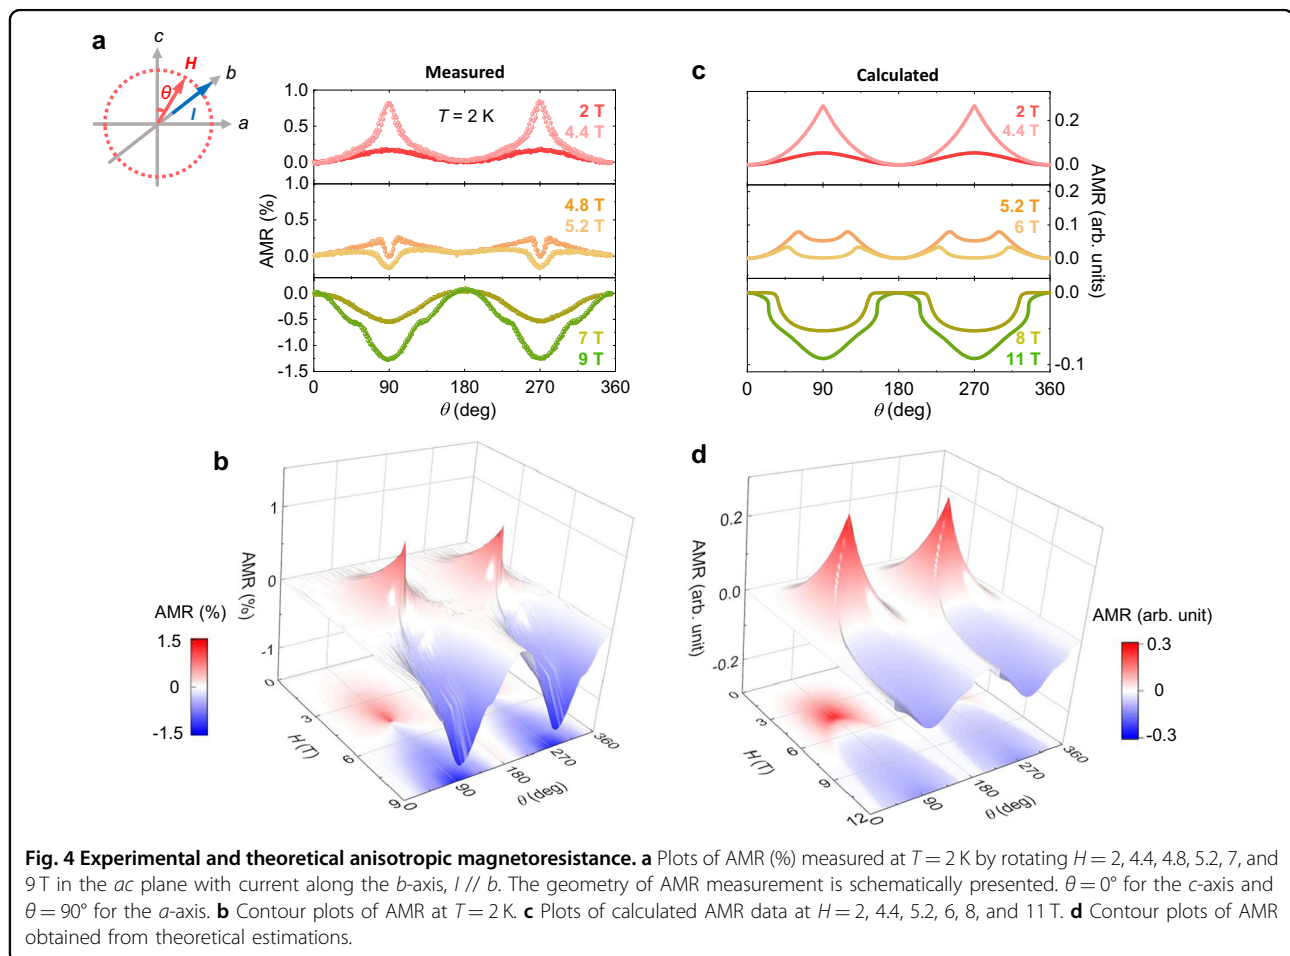 a
c
H
b
θ
I
a
Measured
1.0
0.5
0.0
T = 2 K
2 T
4.4 T
1.0
0.5
0.0
4.8 T
5.2 T
AMR (%)
0.0
-0.5
-1.0
-1.5
7 T
9 T
0 90 180 270 360
θ (deg)
c
Calculated
2 T
4.4 T
0.2
0.0
5.2 T
6 T
0.2
0.1
0.0
AMR (arb. units)
8 T
11 T
-0.1
0 90 180 270 360
θ (deg)
b
1
0
-1
AMR (%)
AMR (%)
1.5
0
-1.5
0
3
6
9
H (T)
0
90
180
270
360
θ (deg)
d
0.2
0.0
-0.2
AMR (arb. unit)
0
3
6
9
12
H (T)
0
90
180
270
360
θ (deg)
AMR (arb. unit)
0.3
0
-0.3
Fig. 4 Experimental and theoretical anisotropic magnetoresistance. a Plots of AMR (%) measured at T = 2 K by rotating H = 2, 4.4, 4.8, 5.2, 7, and
9 T in the ac plane with current along the b-axis, I // b. The geometry of AMR measurement is schematically presented. θ = 0° for the c-axis and
θ = 90° for the a-axis. b Contour plots of AMR at T = 2 K. c Plots of calculated AMR data at H = 2, 4.4, 5.2, 6, 8, and 11 T. d Contour plots of AMR
obtained from theoretical estimations.